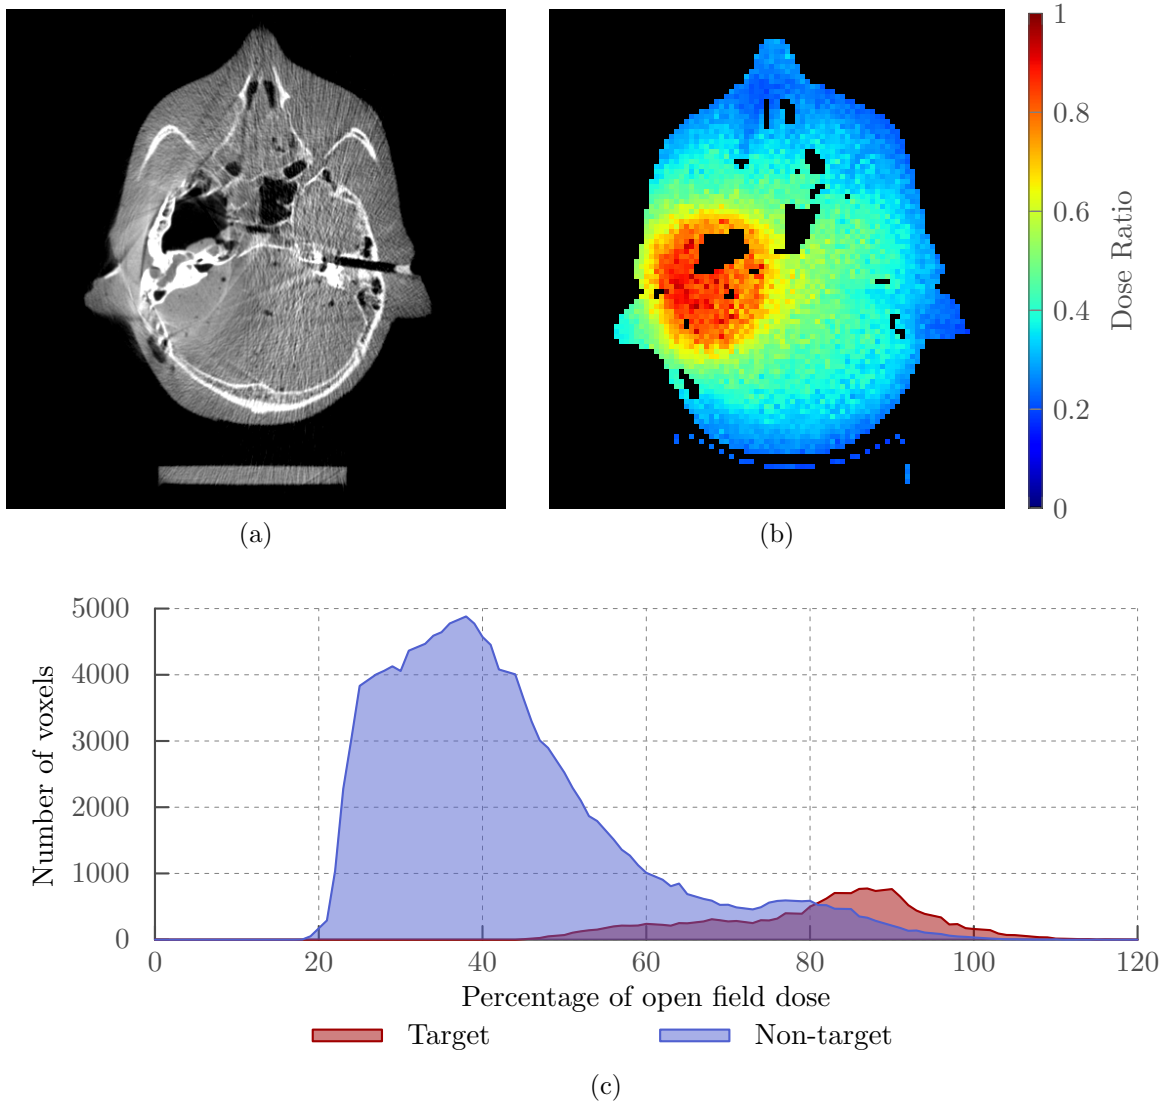 1
0.8
0.6
0.4
0.2
0
Dose Ratio
(a)
(b)
5000
4000
3000
2000
1000
0
Number of voxels
0 20 40 60 80 100 120
Percentage of open field dose
Target Non-target
(c)